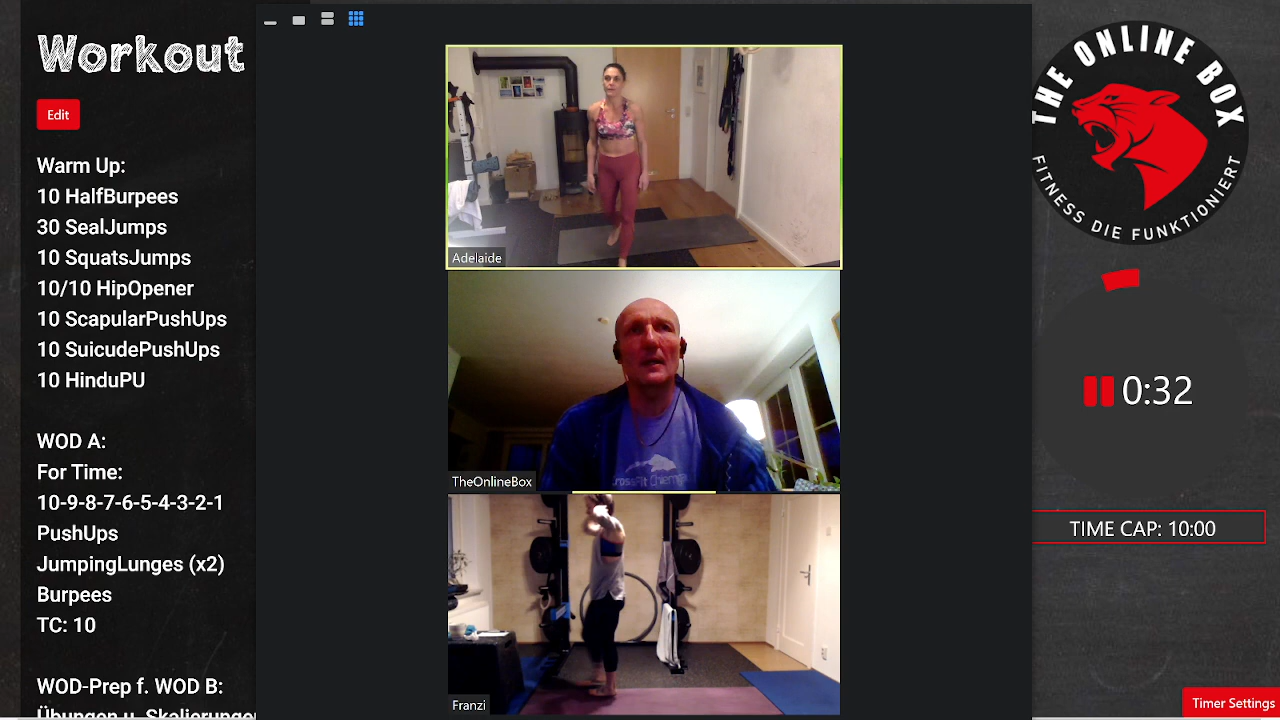 Workout
Edit
Warm Up:
10 HalfBurpees
30 SealJumps
10 SquatsJumps
10/10 HipOpener
10 ScapularPushUps
10 SuicudePushUps
10 HinduPU
WOD A:
For Time:
10-9-8-7-6-5-4-3-2-1
PushUps
JumpingLunges (x2)
Burpees
TC: 10
WOD-Prep f. WOD B:
Übungen u. Skalierungen
Adelaide
TheOnlineBox
Franzi
THE ONLINE BOX
FITNESS DIE FUNKTIONIERT
0:32
TIME CAP: 10:00
Timer Settings